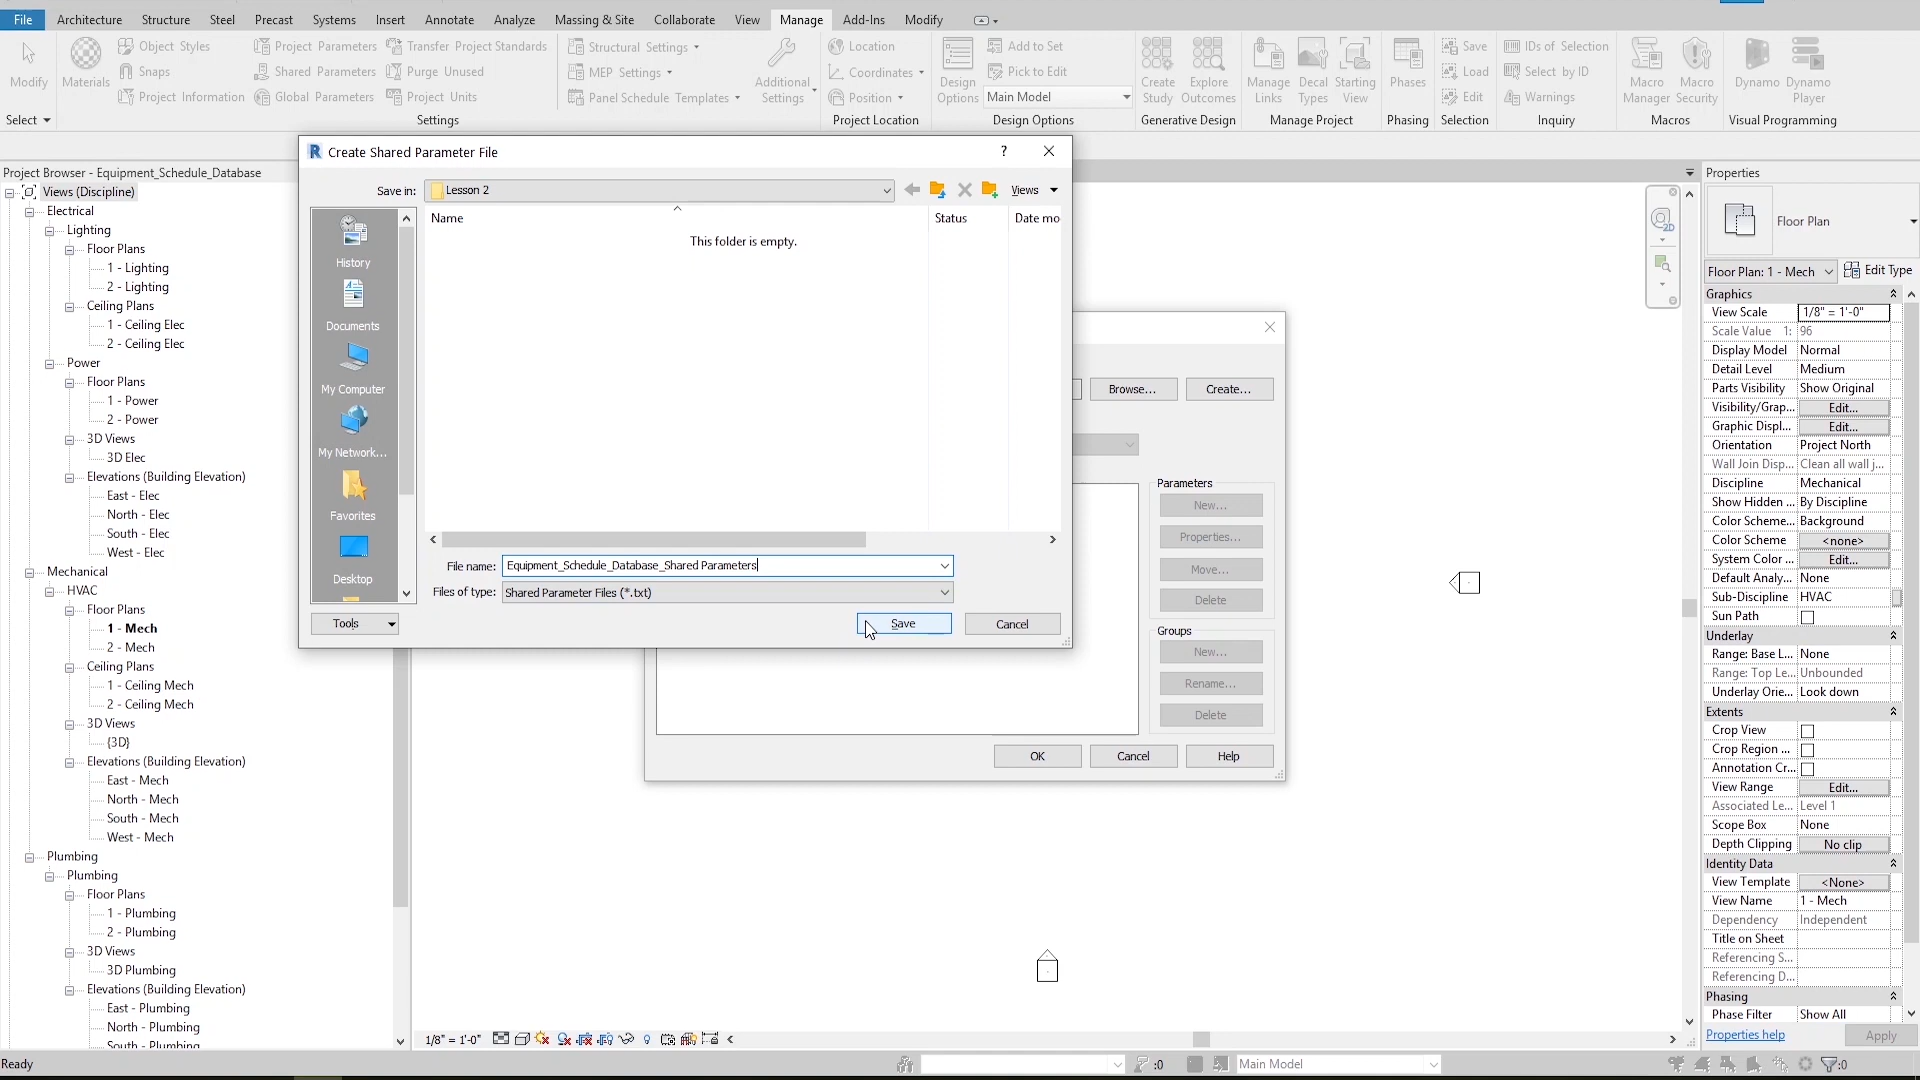 File Architecture Structure Steel Precast Systems Insert Annotate Analyze Massing & Site Collaborate View Manage Add-Ins Modify
Object Styles Project Parameters Transfer Project Standards Structural Settings Location Add to Set Save IDs of Selection
Snaps Shared Parameters Purge Unused MEP Settings Coordinates Pick to Edit Load Select by ID
Modify Materials Additional Settings Design Options Create Study Explore Outcomes Manage Links Decal Types Starting View Phases Macro Manager Macro Security Dynamo Dynamo Player
Project Information Global Parameters Project Units Panel Schedule Templates Position Main Model Edit Warnings
Select Settings Project Location Design Options Generative Design Manage Project Phasing Selection Inquiry Macros Visual Programming
Project Browser - Equipment_Schedule_Database
Views (Discipline)
Electrical
Lighting
Floor Plans
1 - Lighting
2 - Lighting
Ceiling Plans
1 - Ceiling Elec
2 - Ceiling Elec
Power
Floor Plans
1 - Power
2 - Power
3D Views
3D Elec
Elevations (Building Elevation)
East - Elec
North - Elec
South - Elec
West - Elec
Mechanical
HVAC
Floor Plans
1 - Mech
2 - Mech
Ceiling Plans
1 - Ceiling Mech
2 - Ceiling Mech
3D Views
{3D}
Elevations (Building Elevation)
East - Mech
North - Mech
South - Mech
West - Mech
Plumbing
Plumbing
Floor Plans
1 - Plumbing
2 - Plumbing
3D Views
3D Plumbing
Elevations (Building Elevation)
East - Plumbing
North - Plumbing
South - Plumbing
Create Shared Parameter File ?
Save in: Lesson 2 Views
Name Status Date mo
This folder is empty.
History
Documents
My Computer
My Network...
Favorites
Desktop
File name: Equipment_Schedule_Database_Shared Parameters
Files of type: Shared Parameter Files (*.txt)
Tools Save Cancel
Browse... Create...
Parameters
New...
Properties...
Move...
Delete
Groups
New...
Rename...
Delete
OK Cancel Help
2D
Properties
Floor Plan
Floor Plan: 1 - Mech Edit Type
Graphics
View Scale 1/8" = 1'-0"
Scale Value 1: 96
Display Model Normal
Detail Level Medium
Parts Visibility Show Original
Visibility/Grap... Edit...
Graphic Displ... Edit...
Orientation Project North
Wall Join Disp... Clean all wall j...
Discipline Mechanical
Show Hidden ... By Discipline
Color Scheme... Background
Color Scheme <none>
System Color ... Edit...
Default Analy... None
Sub-Discipline HVAC
Sun Path
Underlay
Range: Base L... None
Range: Top Le... Unbounded
Underlay Orie... Look down
Extents
Crop View
Crop Region ...
Annotation Cr...
View Range Edit...
Associated Le... Level 1
Scope Box None
Depth Clipping No clip
Identity Data
View Template <None>
View Name 1 - Mech
Dependency Independent
Title on Sheet
Referencing S...
Referencing D...
Phasing
Phase Filter Show All
Properties help Apply
1/8" = 1'-0"
Ready :0 Main Model :0